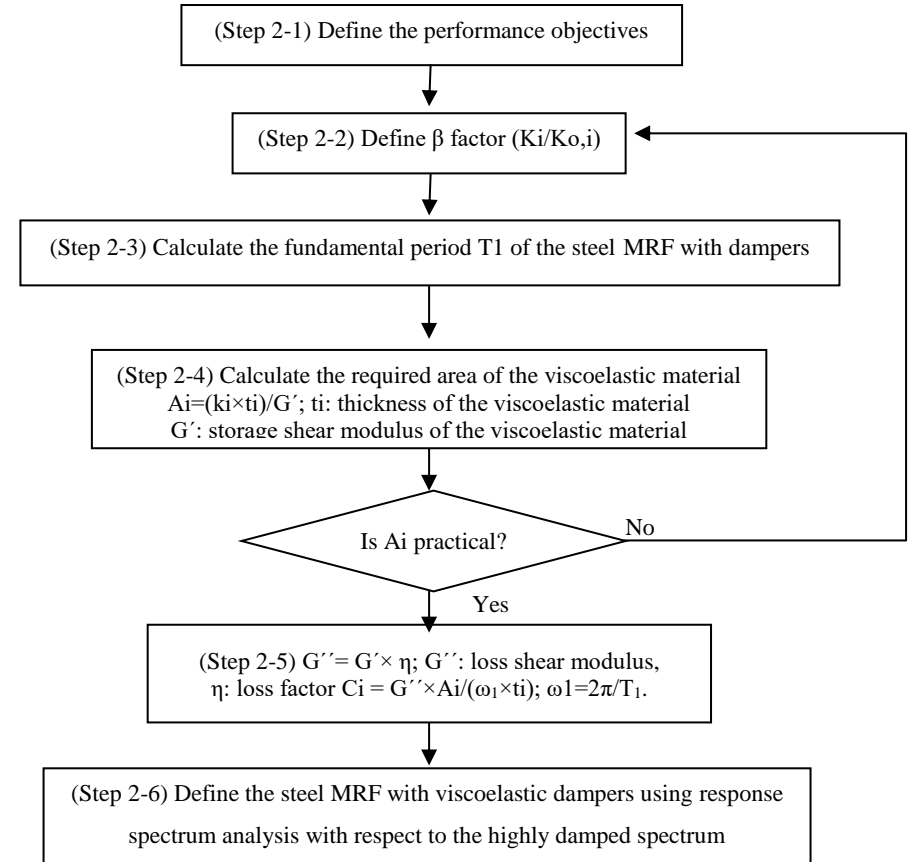 (Step 2-1) Define the performance objectives
(Step 2-2) Define β factor (Ki/Ko,i)
(Step 2-3) Calculate the fundamental period T1 of the steel MRF with dampers
(Step 2-4) Calculate the required area of the viscoelastic material
Ai=(ki×ti)/G´; ti: thickness of the viscoelastic material
G´: storage shear modulus of the viscoelastic material
Is Ai practical?
No
Yes
(Step 2-5) G´´= G´× η; G´´: loss shear modulus,
η: loss factor Ci = G´´×Ai/(ω₁×ti); ω1=2π/T₁.
(Step 2-6) Define the steel MRF with viscoelastic dampers using response
spectrum analysis with respect to the highly damped spectrum